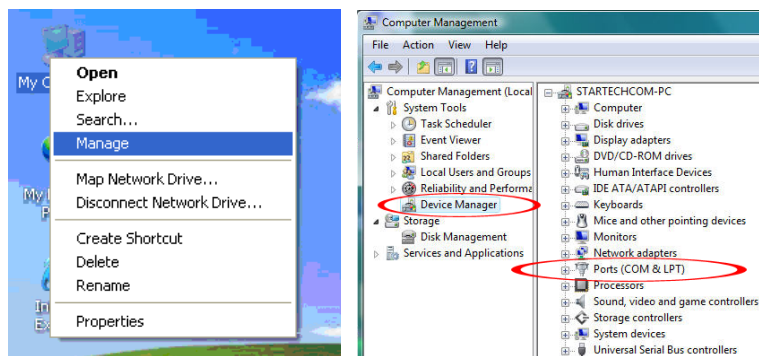 My C
Open
Explore
Search...
Manage
Map Network Drive...
Disconnect Network Drive...
Create Shortcut
Delete
Rename
Properties
Computer Management
File Action View Help
Computer Management (Local
System Tools
Task Scheduler
Event Viewer
Shared Folders
Local Users and Groups
Reliability and Performa
Device Manager
Storage
Disk Management
Services and Applications
STARTECHCOM-PC
Computer
Disk drives
Display adapters
DVD/CD-ROM drives
Human Interface Devices
IDE ATA/ATAPI controllers
Keyboards
Mice and other pointing devices
Monitors
Network adapters
Ports (COM & LPT)
Processors
Sound, video and game controllers
Storage controllers
System devices
Universal Serial Bus controllers